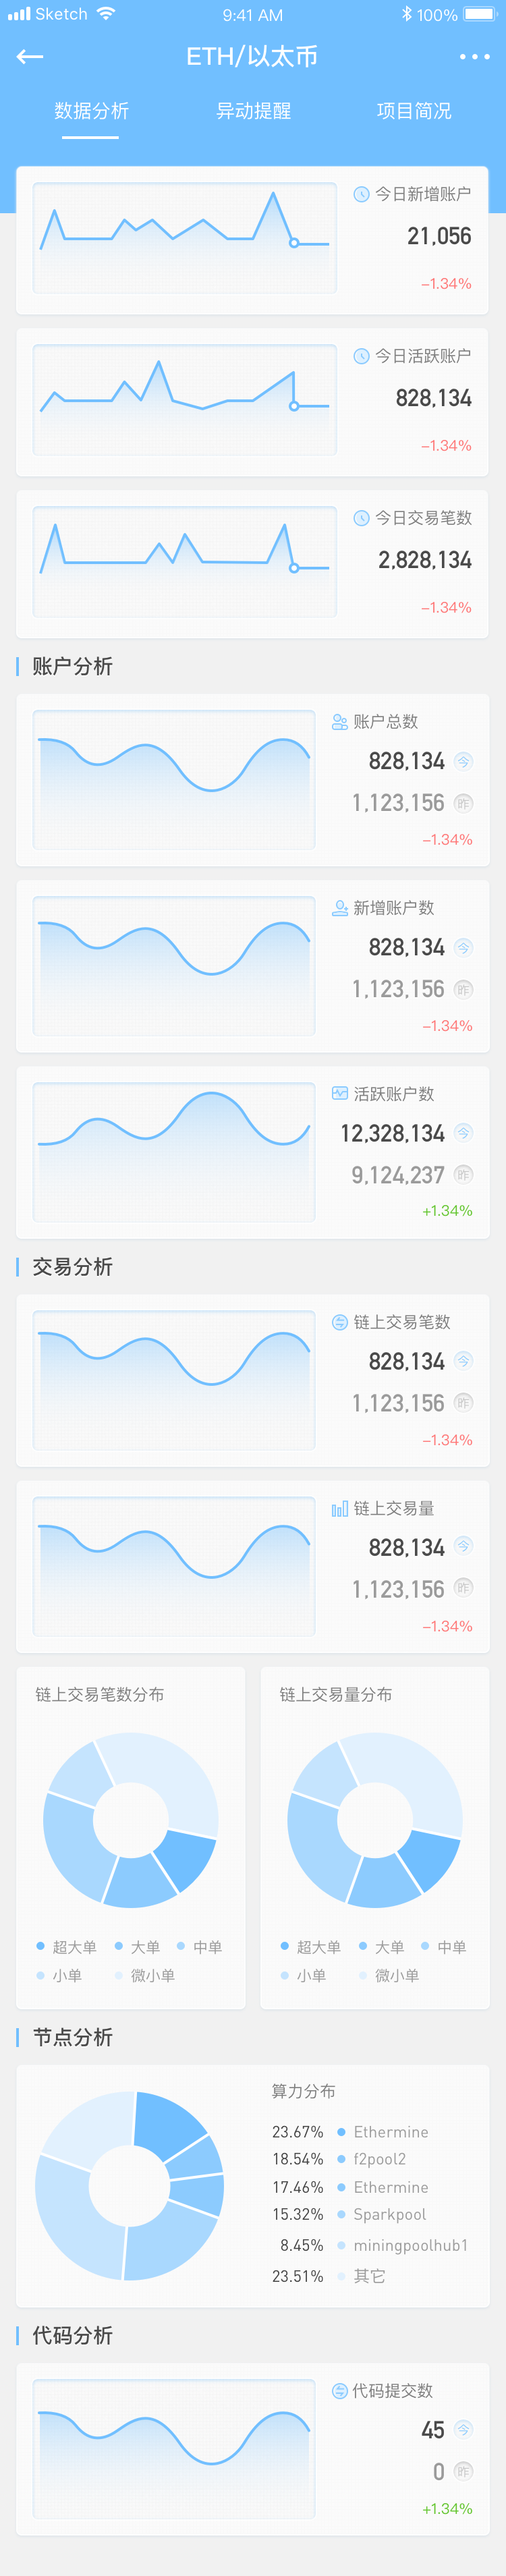 Sketch 9:41 AM 100%
ETH/以太币
数据分析 异动提醒 项目简况
今日新增账户
21,056
-1.34%
今日活跃账户
828,134
-1.34%
今日交易笔数
2,828,134
-1.34%
账户分析
账户总数
828,134 今
1,123,156 昨
-1.34%
新增账户数
828,134 今
1,123,156 昨
-1.34%
活跃账户数
12,328,134 今
9,124,237 昨
+1.34%
交易分析
链上交易笔数
828,134 今
1,123,156 昨
-1.34%
链上交易量
828,134 今
1,123,156 昨
-1.34%
链上交易笔数分布
超大单 大单 中单
小单 微小单
链上交易量分布
超大单 大单 中单
小单 微小单
节点分析
算力分布
23.67% Ethermine
18.54% f2pool2
17.46% Ethermine
15.32% Sparkpool
8.45% miningpoolhub1
23.51% 其它
代码分析
代码提交数
45 今
0 昨
+1.34%